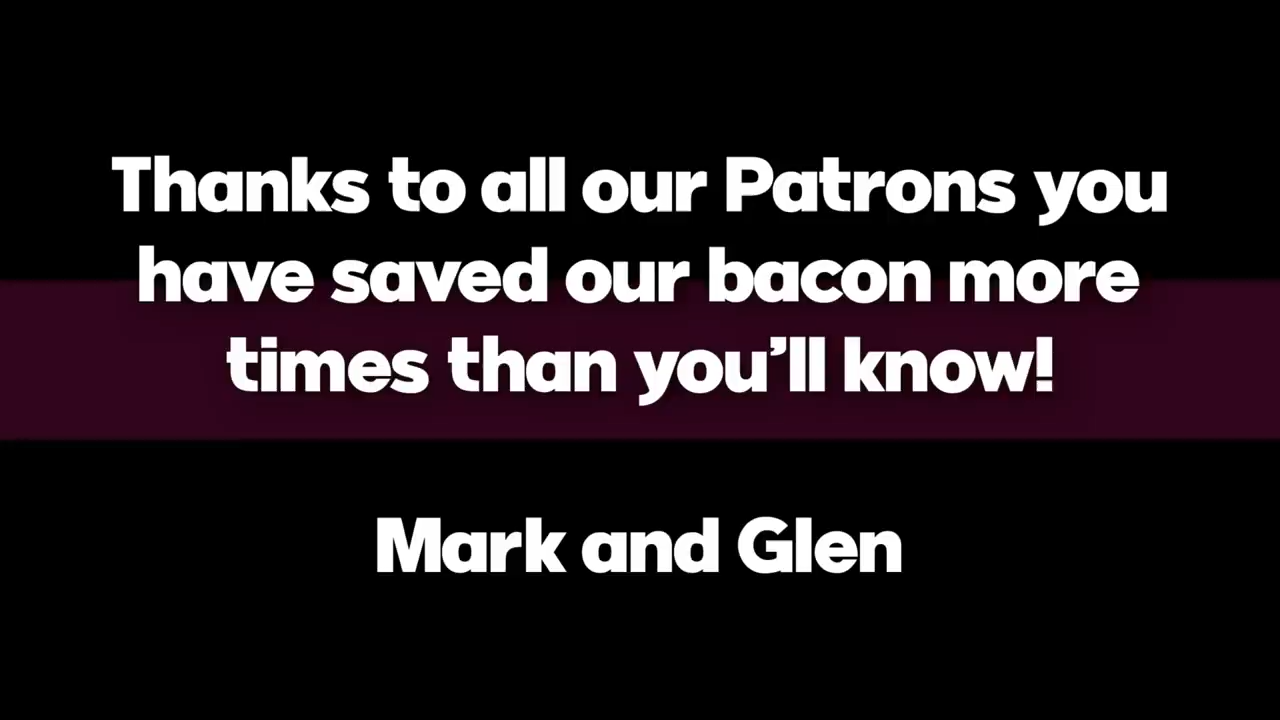 Thanks to all our Patrons you
have saved our bacon more
times than you’ll know!
Mark and Glen